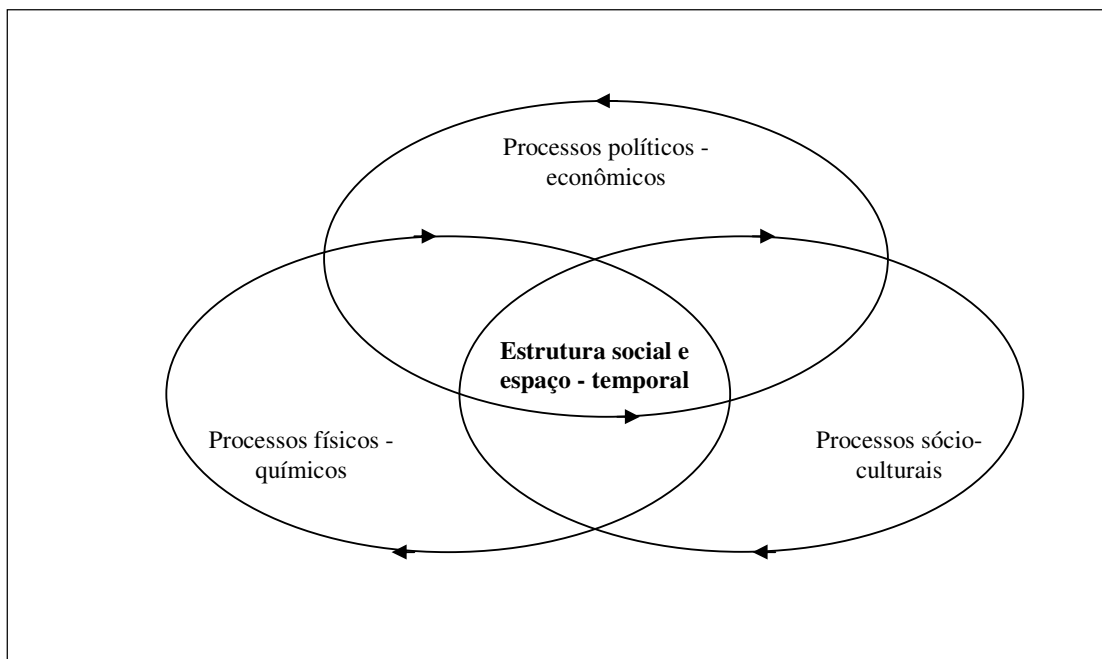 Processos políticos -
econômicos
Estrutura social e
espaço - temporal
Processos físicos -
químicos
Processos sócio-
culturais